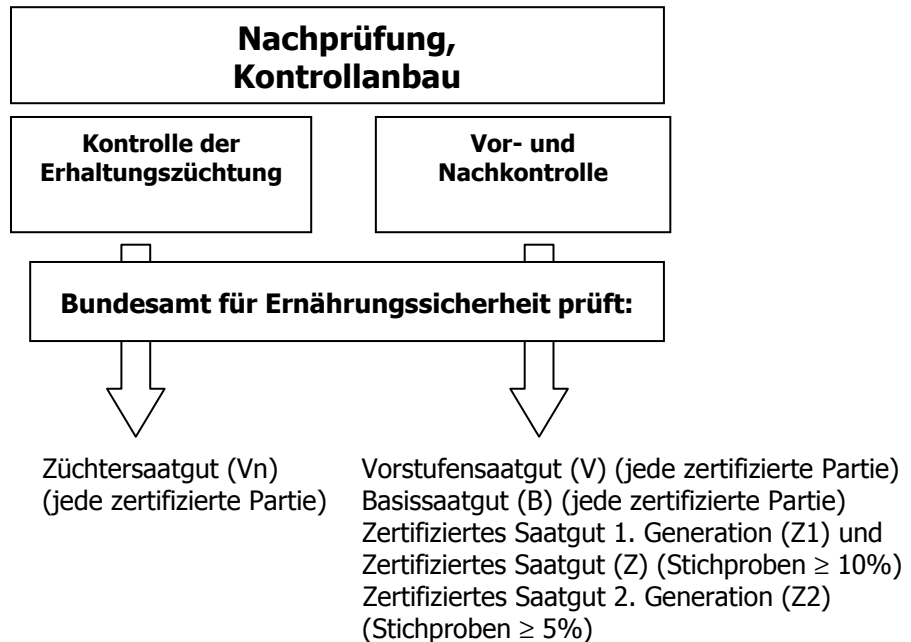 Nachprüfung,
Kontrollanbau
Kontrolle der
Erhaltungszüchtung
Vor- und
Nachkontrolle
Bundesamt für Ernährungssicherheit prüft:
Züchtersaatgut (Vn)
(jede zertifizierte Partie)
Vorstufensaatgut (V) (jede zertifizierte Partie)
Basissaatgut (B) (jede zertifizierte Partie)
Zertifiziertes Saatgut 1. Generation (Z1) und
Zertifiziertes Saatgut (Z) (Stichproben ≥ 10%)
Zertifiziertes Saatgut 2. Generation (Z2)
(Stichproben ≥ 5%)